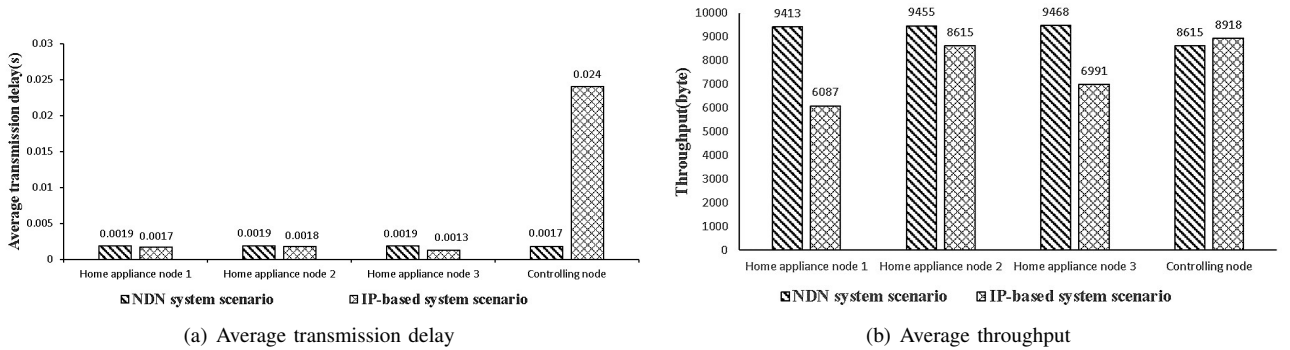 Average transmission delay(s)
0.03
0.025
0.02
0.015
0.01
0.005
0
0.0019 0.0017
0.0019 0.0018
0.0019 0.0013
0.0017
0.024
Home appliance node 1
Home appliance node 2
Home appliance node 3
Controlling node
NDN system scenario
IP-based system scenario
(a) Average transmission delay
Throughput(byte)
10000
9000
8000
7000
6000
5000
4000
3000
2000
1000
0
9413
6087
9455
8615
9468
6991
8615
8918
Home appliance node 1
Home appliance node 2
Home appliance node 3
Controlling node
NDN system scenario
IP-based system scenario
(b) Average throughput